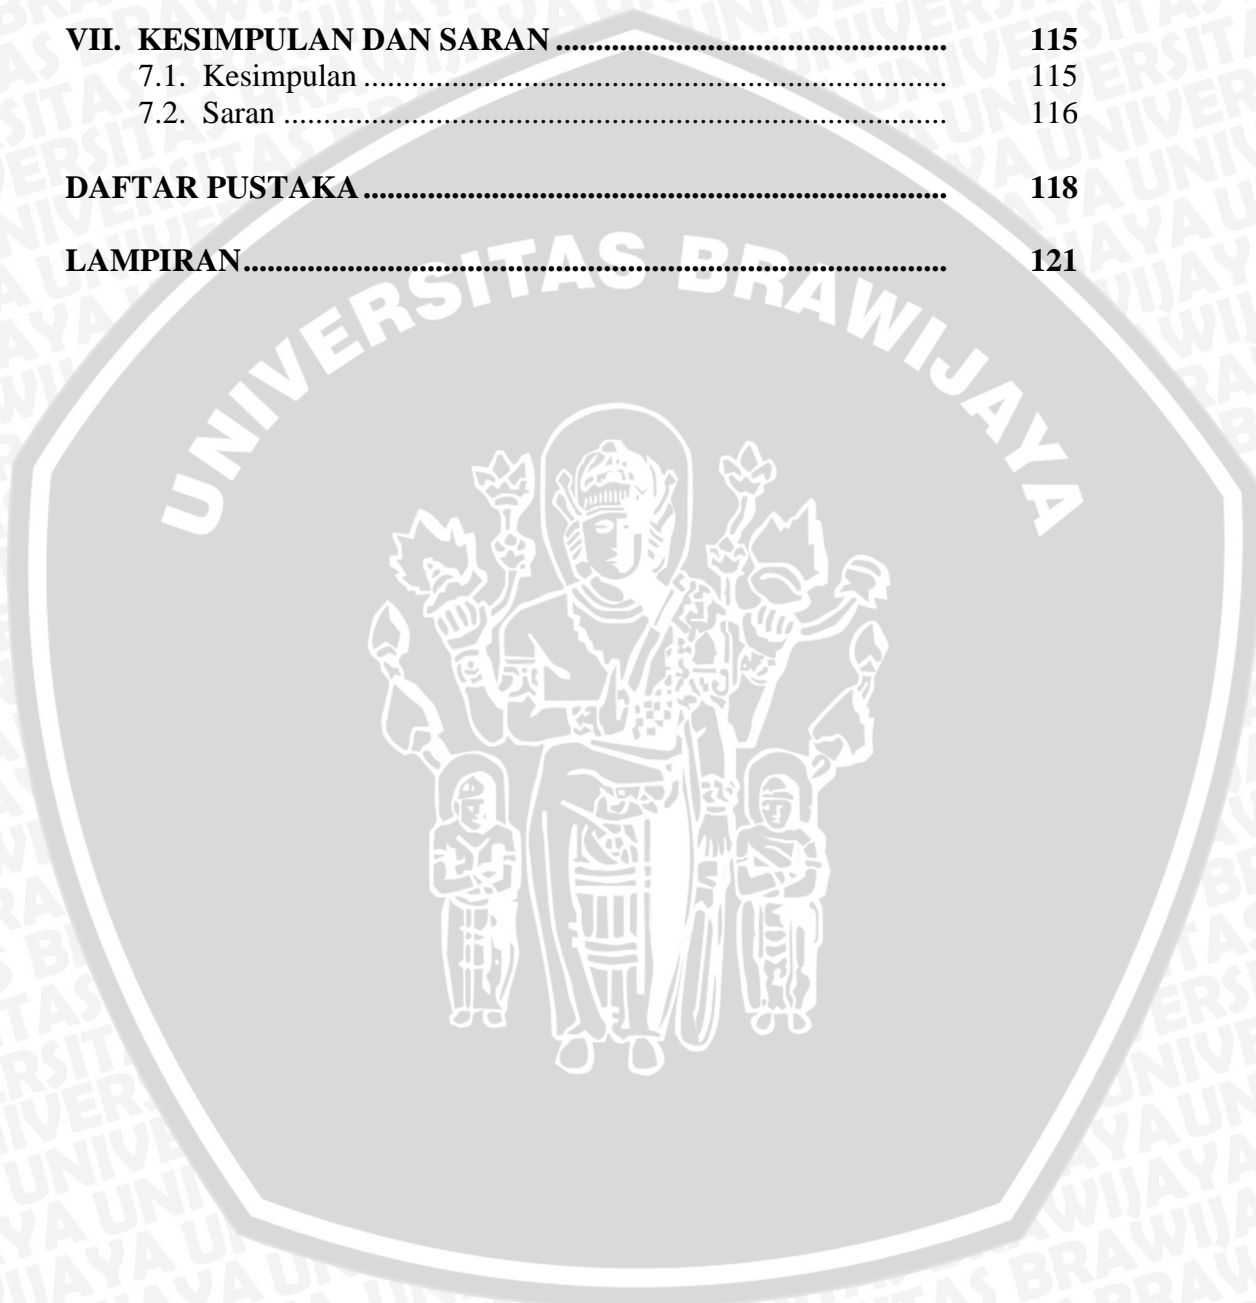 VII. KESIMPULAN DAN SARAN ................................................. 115
7.1. Kesimpulan ......................................................................... 115
7.2. Saran ................................................................................... 116
DAFTAR PUSTAKA ......................................................................... 118
LAMPIRAN ........................................................................................ 121
UNIVERSITAS BRAWIJAYA